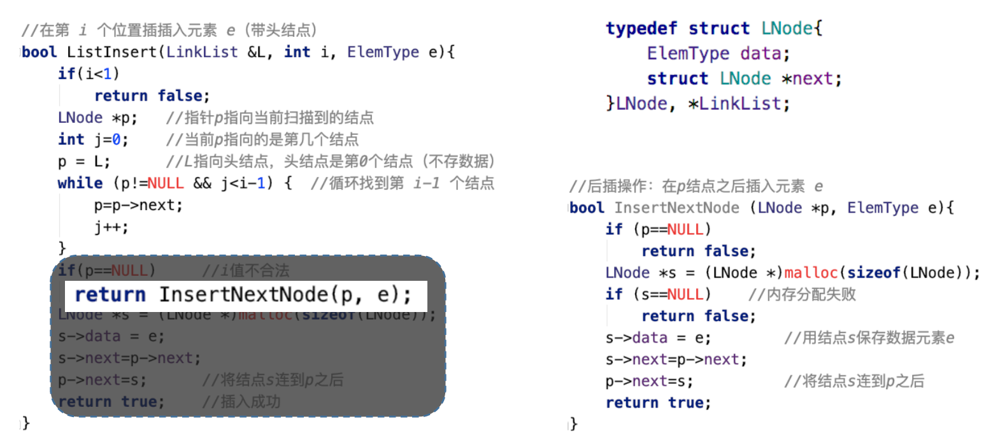 //在第 i 个位置插插入元素 e（带头结点）
bool ListInsert(LinkList &L, int i, ElemType e){
if(i<1)
return false;
LNode *p; //指针p指向当前扫描到的结点
int j=0; //当前p指向的是第几个结点
p = L; //L指向头结点，头结点是第0个结点（不存数据）
while (p!=NULL && j<i-1) { //循环找到第 i-1 个结点
p=p->next;
j++;
}
if(p==NULL) //i值不合法
return InsertNextNode(p, e);
LNode *s = (LNode *)malloc(sizeof(LNode));
s->data = e;
s->next=p->next;
p->next=s; //将结点s连到p之后
return true; //插入成功
}
typedef struct LNode{
ElemType data;
struct LNode *next;
}LNode, *LinkList;
//后插操作：在p结点之后插入元素 e
bool InsertNextNode (LNode *p, ElemType e){
if (p==NULL)
return false;
LNode *s = (LNode *)malloc(sizeof(LNode));
if (s==NULL) //内存分配失败
return false;
s->data = e; //用结点s保存数据元素e
s->next=p->next;
p->next=s; //将结点s连到p之后
return true;
}